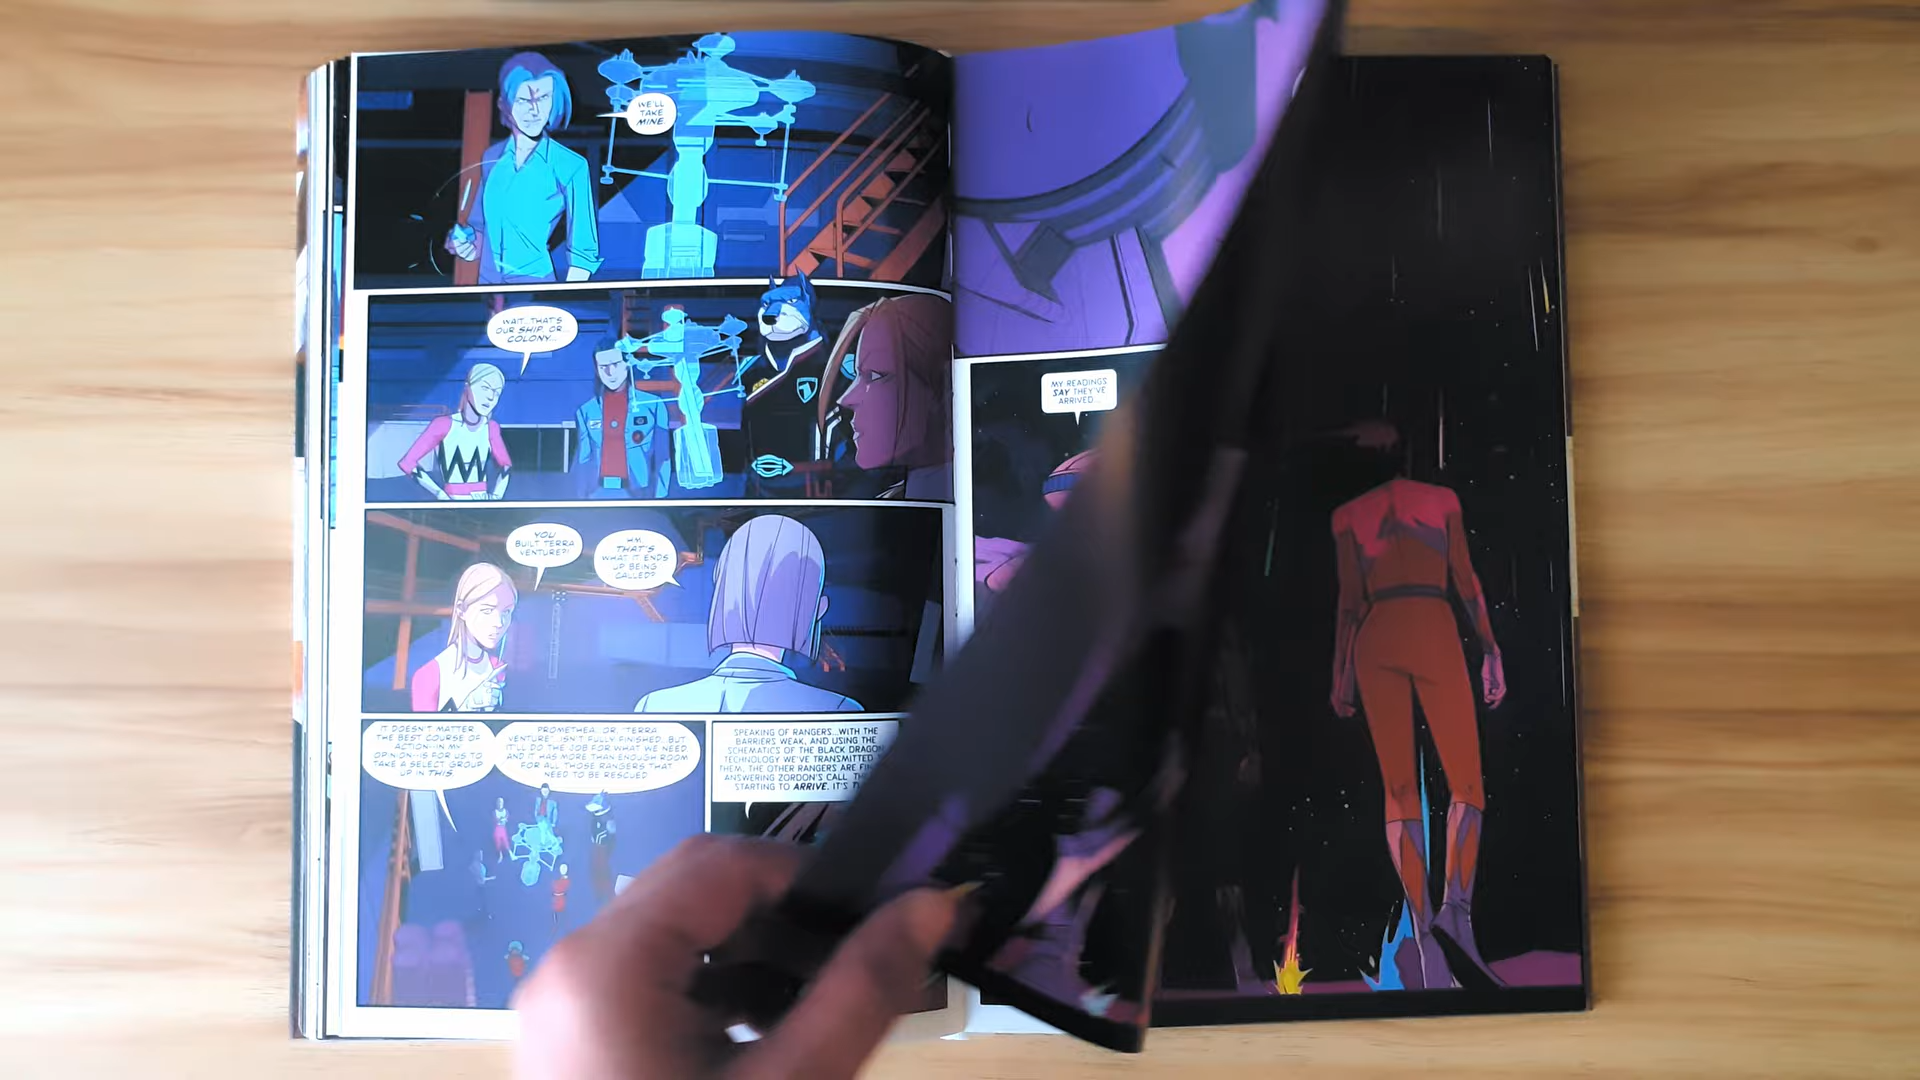 WE'LL
TAKE
MINE.
WAIT...THAT'S
OUR SHIP. OR...
COLONY...
YOU
BUILT TERRA
VENTURE?!
HM.
THAT'S
WHAT IT ENDS
UP BEING
CALLED?
IT DOESN'T MATTER.
THE BEST COURSE OF
ACTION--IN MY
OPINION--IS FOR US TO
TAKE A SELECT GROUP
UP IN THIS.
PROMETHEA...OR, "TERRA
VENTURE" ISN'T FULLY FINISHED...BUT
IT'LL DO THE JOB FOR WHAT WE NEED,
AND IT HAS MORE THAN ENOUGH ROOM
FOR ALL THOSE RANGERS THAT
NEED TO BE RESCUED.
SPEAKING OF RANGERS...WITH THE
BARRIERS WEAK, AND USING THE
SCHEMATICS OF THE BLACK DRAGON
TECHNOLOGY WE'VE TRANSMITTED
THEM, THE OTHER RANGERS ARE
ANSWERING ZORDON'S CALL.
STARTING TO ARRIVE. IT'S
MY READINGS
SAY THEY'VE
ARRIVED...